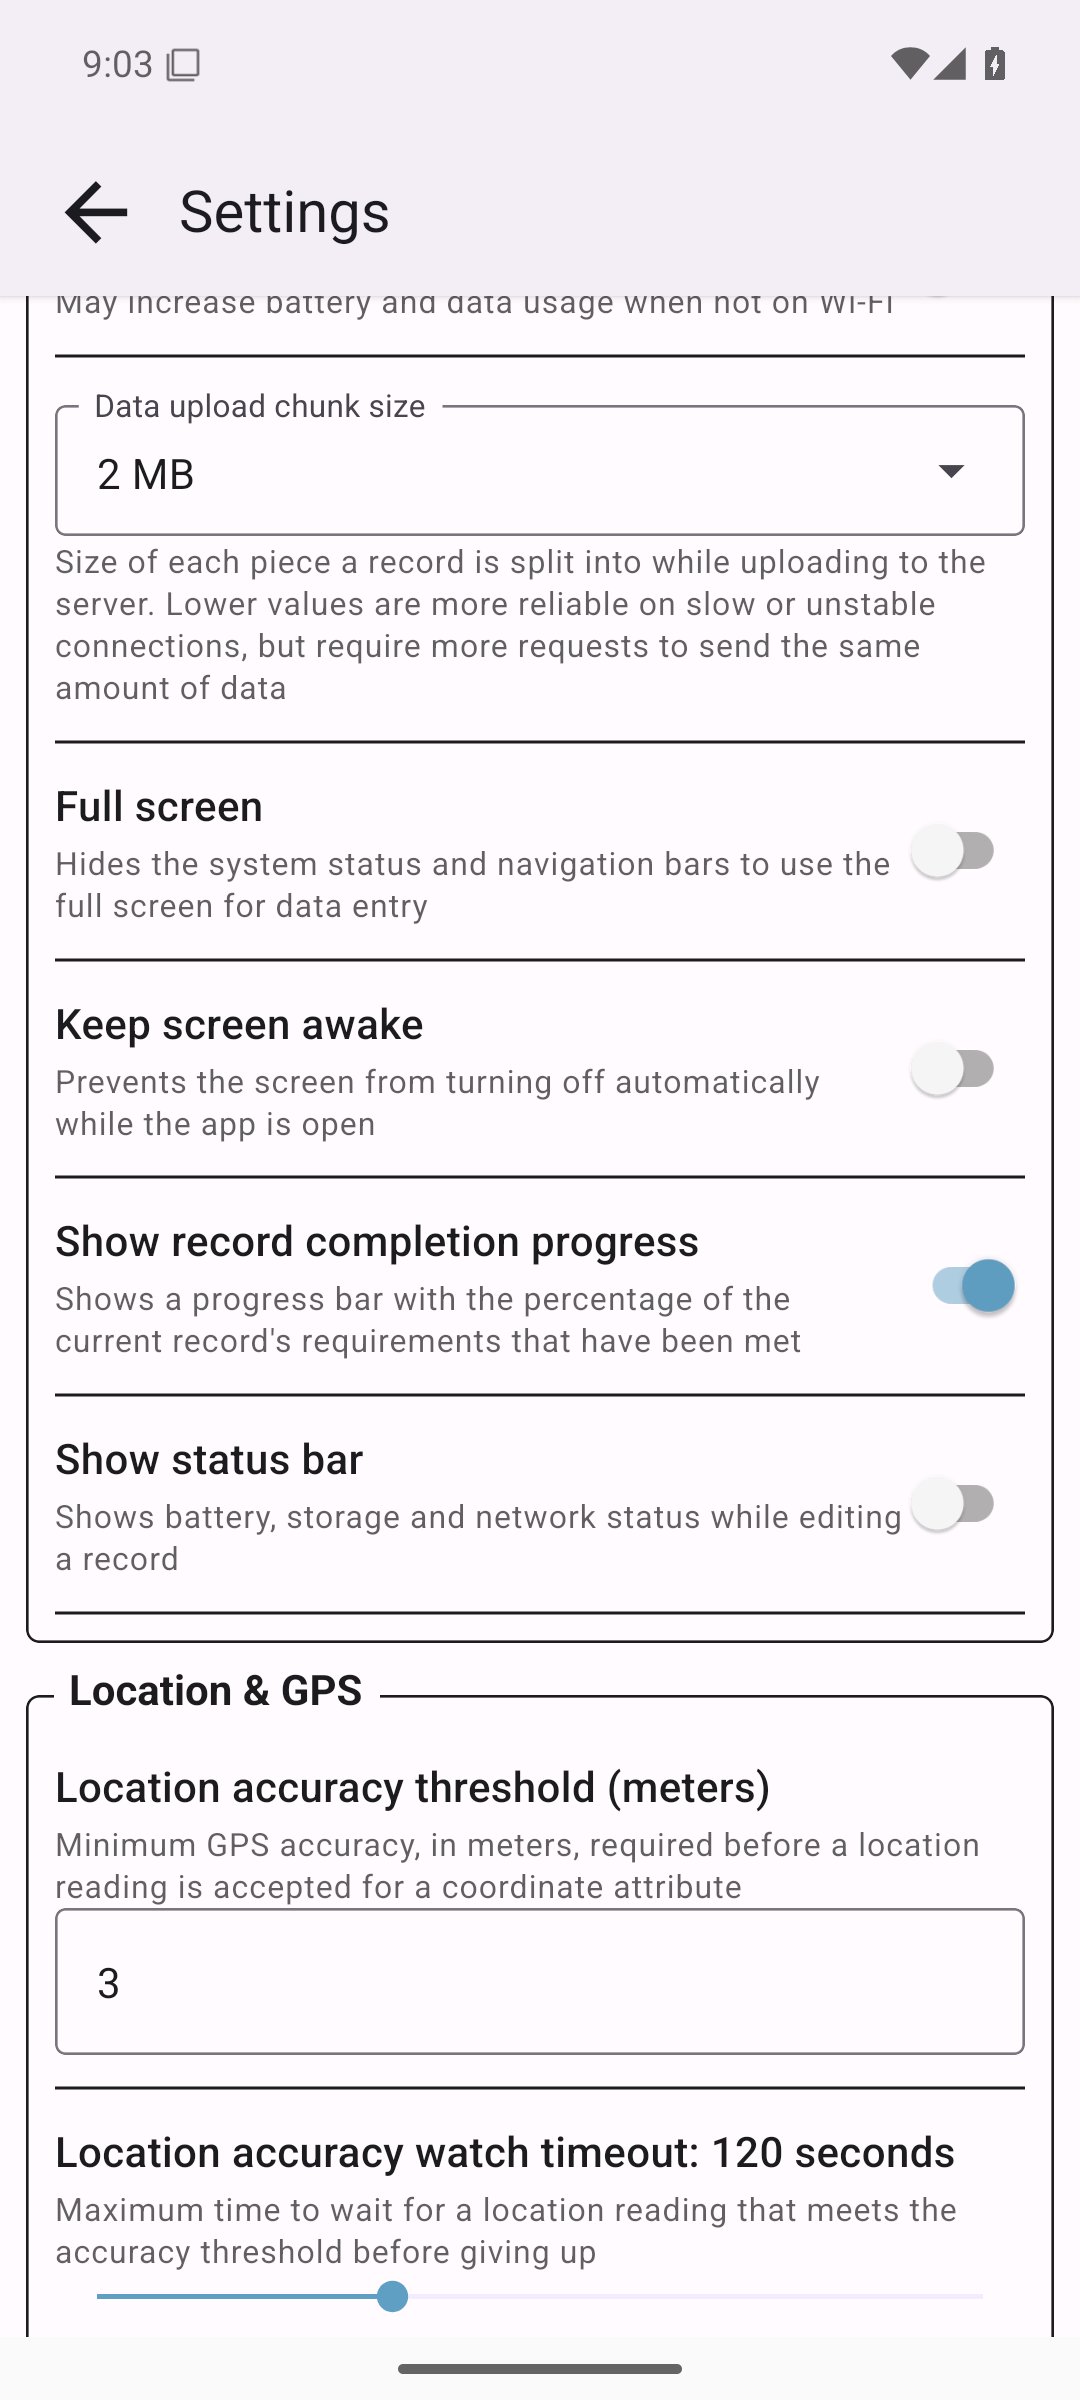 9:03
Settings
May increase battery and data usage when not on Wi-Fi
Data upload chunk size
2 MB
Size of each piece a record is split into while uploading to the
server. Lower values are more reliable on slow or unstable
connections, but require more requests to send the same
amount of data
Full screen
Hides the system status and navigation bars to use the
full screen for data entry
Keep screen awake
Prevents the screen from turning off automatically
while the app is open
Show record completion progress
Shows a progress bar with the percentage of the
current record's requirements that have been met
Show status bar
Shows battery, storage and network status while editing
a record
Location & GPS
Location accuracy threshold (meters)
Minimum GPS accuracy, in meters, required before a location
reading is accepted for a coordinate attribute
3
Location accuracy watch timeout: 120 seconds
Maximum time to wait for a location reading that meets the
accuracy threshold before giving up